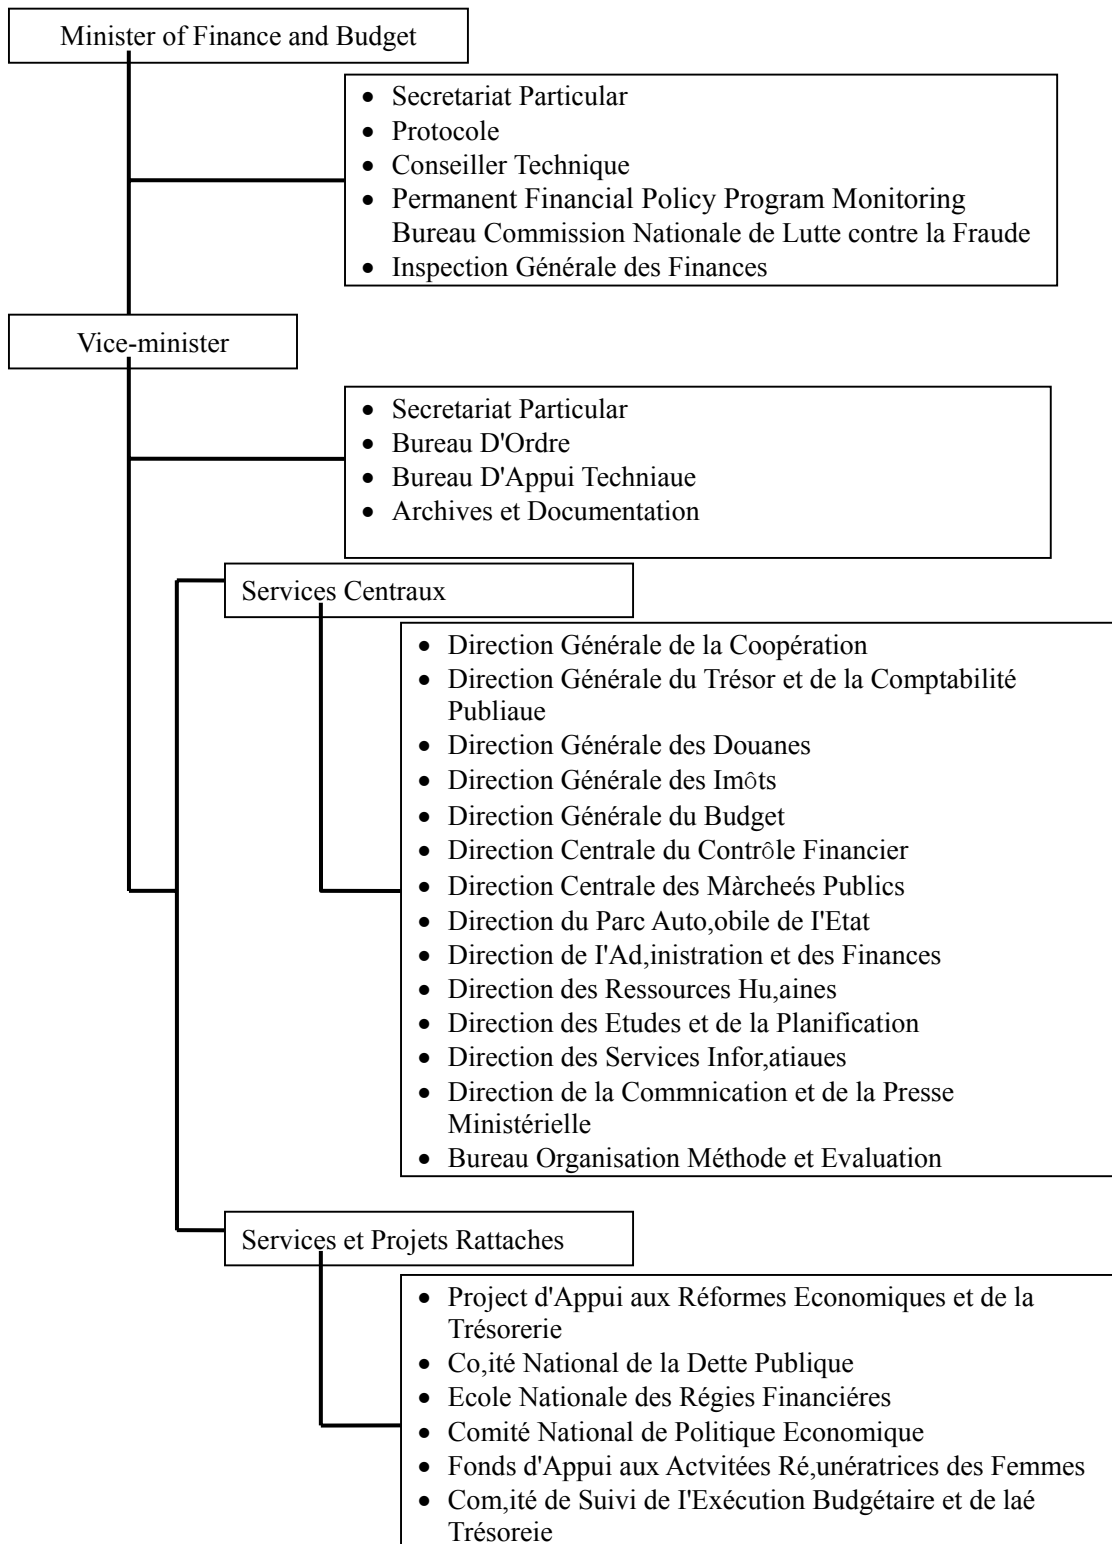 Minister of Finance and Budget
• Secretariat Particular
• Protocole
• Conseiller Technique
• Permanent Financial Policy Program Monitoring
Bureau Commission Nationale de Lutte contre la Fraude
• Inspection Générale des Finances
Vice-minister
• Secretariat Particular
• Bureau D'Ordre
• Bureau D'Appui Techniaue
• Archives et Documentation
Services Centraux
• Direction Générale de la Coopération
• Direction Générale du Trésor et de la Comptabilité
Publiaue
• Direction Générale des Douanes
• Direction Générale des Imôts
• Direction Générale du Budget
• Direction Centrale du Contrôle Financier
• Direction Centrale des Màrcheés Publics
• Direction du Parc Auto,obile de I'Etat
• Direction de I'Ad,inistration et des Finances
• Direction des Ressources Hu,aines
• Direction des Etudes et de la Planification
• Direction des Services Infor,atiaues
• Direction de la Commnication et de la Presse
Ministérielle
• Bureau Organisation Méthode et Evaluation
Services et Projets Rattaches
• Project d'Appui aux Réformes Economiques et de la
Trésorerie
• Co,ité National de la Dette Publique
• Ecole Nationale des Régies Financiéres
• Comité National de Politique Economique
• Fonds d'Appui aux Actvitées Ré,unératrices des Femmes
• Com,ité de Suivi de I'Exécution Budgétaire et de laé
Trésoreie